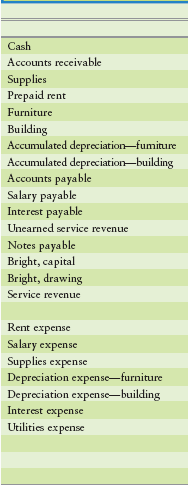 Cash
Accounts receivable
Supplies
Prepaid rent
Furniture
Building
Accumulated depreciation—furniture
Accumulated depreciation—building
Accounts payable
Salary payable
Interest payable
Unearned service revenue
Notes payable
Bright, capital
Bright, drawing
Service revenue
Rent expense
Salary expense
Supplies expense
Depreciation expense—furniture
Depreciation expense—building
Interest expense
Utilities expense